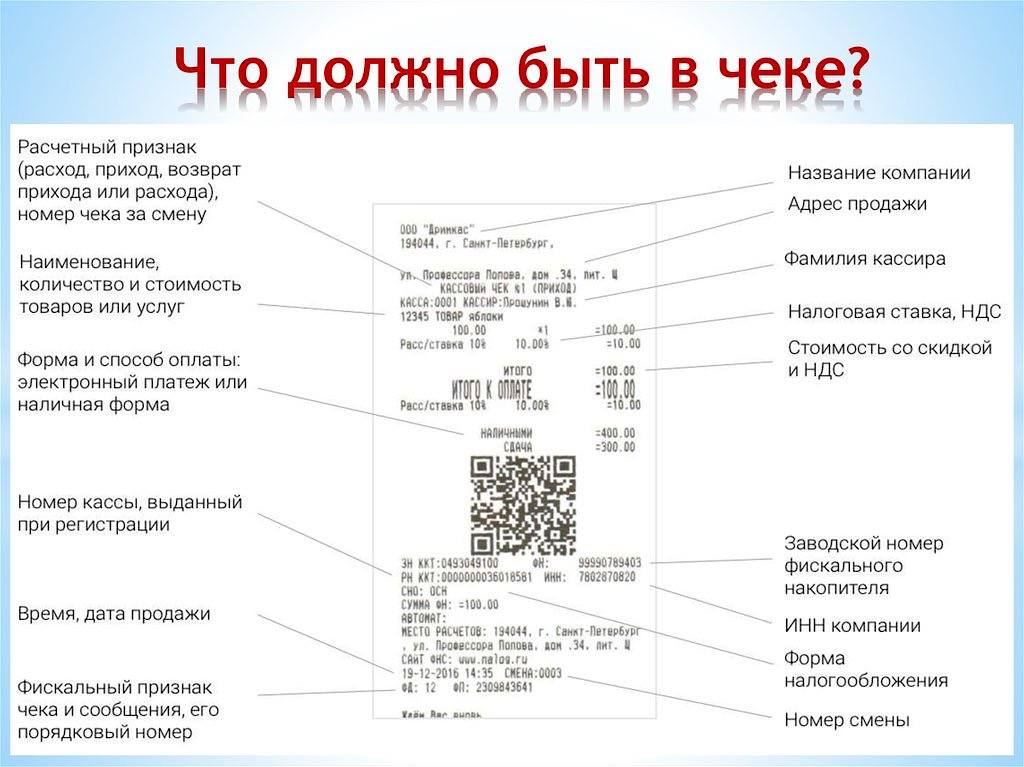 Что должно быть в чеке?
Расчетный признак
(расход, приход, возврат
прихода или расхода),
номер чека за смену
Наименование,
количество и стоимость
товаров или услуг
Форма и способ оплаты:
электронный платеж или
наличная форма
Номер кассы, выданный
при регистрации
Время, дата продажи
Фискальный признак
чека и сообщения, его
порядковый номер
ООО "Дримкас"
194044, г. Санкт-Петербург,
ул. Профессора Попова, дом .34, лит. Щ
КАССОВЫЙ ЧЕК №1 (ПРИХОД)
КАССА:0001 КАССИР:Прошунин В.Ю.
12345 ТОВАР яблоки
100.00 *1 =100.00
Расс/ставка 10% 10.00% =10.00
ИТОГО =100.00
ИТОГО К ОПЛАТЕ =100.00
Расс/ставка 10% 10.00% =10.00
НАЛИЧНЫМИ =400.00
СДАЧА =300.00
ЗН ККТ:0493049100 ФН: 99990789403
РН ККТ:0000000036018581 ИНН: 7802870820
СНО: ОСН
СУММА ФН: =100.00
АВТОМАТ:
МЕСТО РАСЧЕТОВ: 194044, г. Санкт-Петербург
, ул. Профессора Попова, дом .34, лит. Щ
САЙТ ФНС: www.nalog.ru
19-12-2016 14:35 СМЕНА:0003
ФД: 12 ФП: 2309843641
Ждём Вас вновь
Название компании
Адрес продажи
Фамилия кассира
Налоговая ставка, НДС
Стоимость со скидкой
и НДС
Заводской номер
фискального
накопителя
ИНН компании
Форма
налогообложения
Номер смены